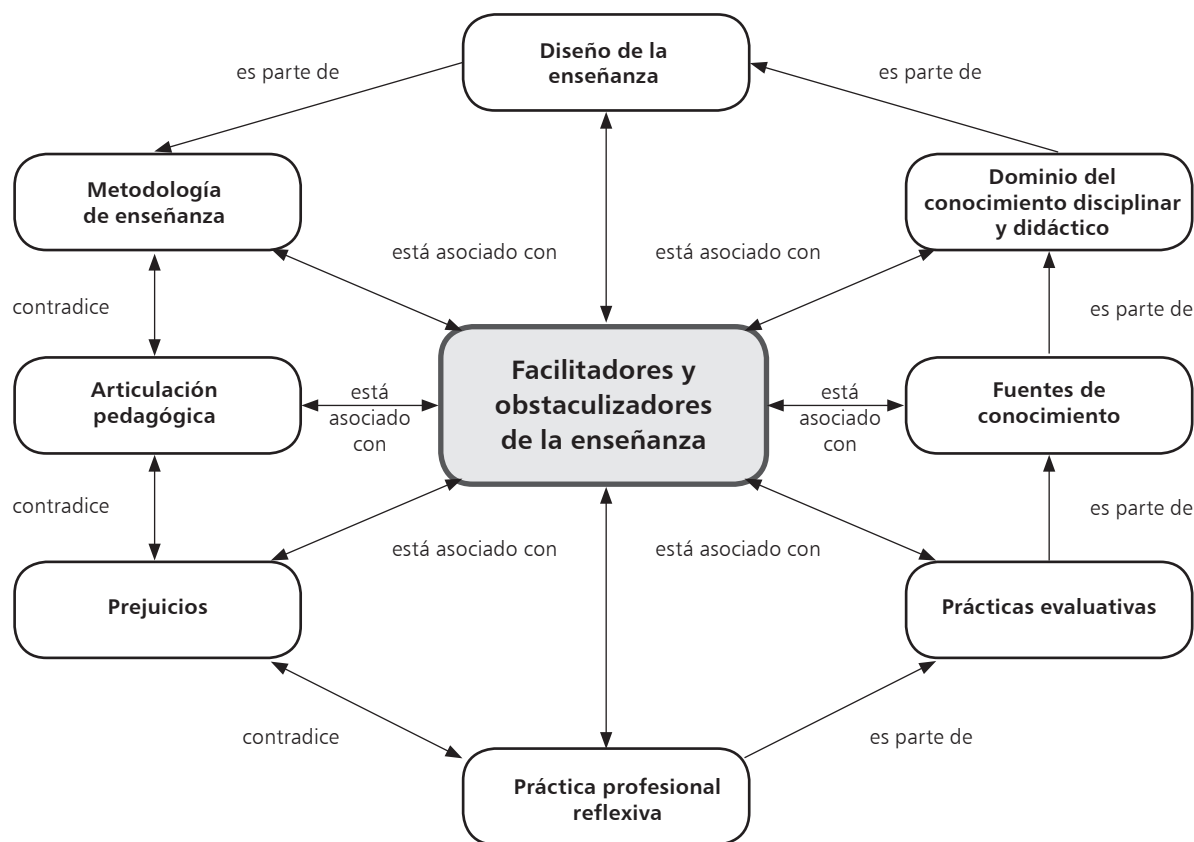 Diseño de la
enseñanza
es parte de
es parte de
Metodología
de enseñanza
Dominio del
conocimiento disciplinar
y didáctico
está asociado con
está asociado con
contradice
es parte de
Facilitadores y
obstaculizadores
de la enseñanza
Articulación
pedagógica
está
asociado
con
está
asociado
con
Fuentes de
conocimiento
contradice
es parte de
está asociado con
está asociado con
Prejuicios
Prácticas evaluativas
contradice
es parte de
Práctica profesional
reflexiva